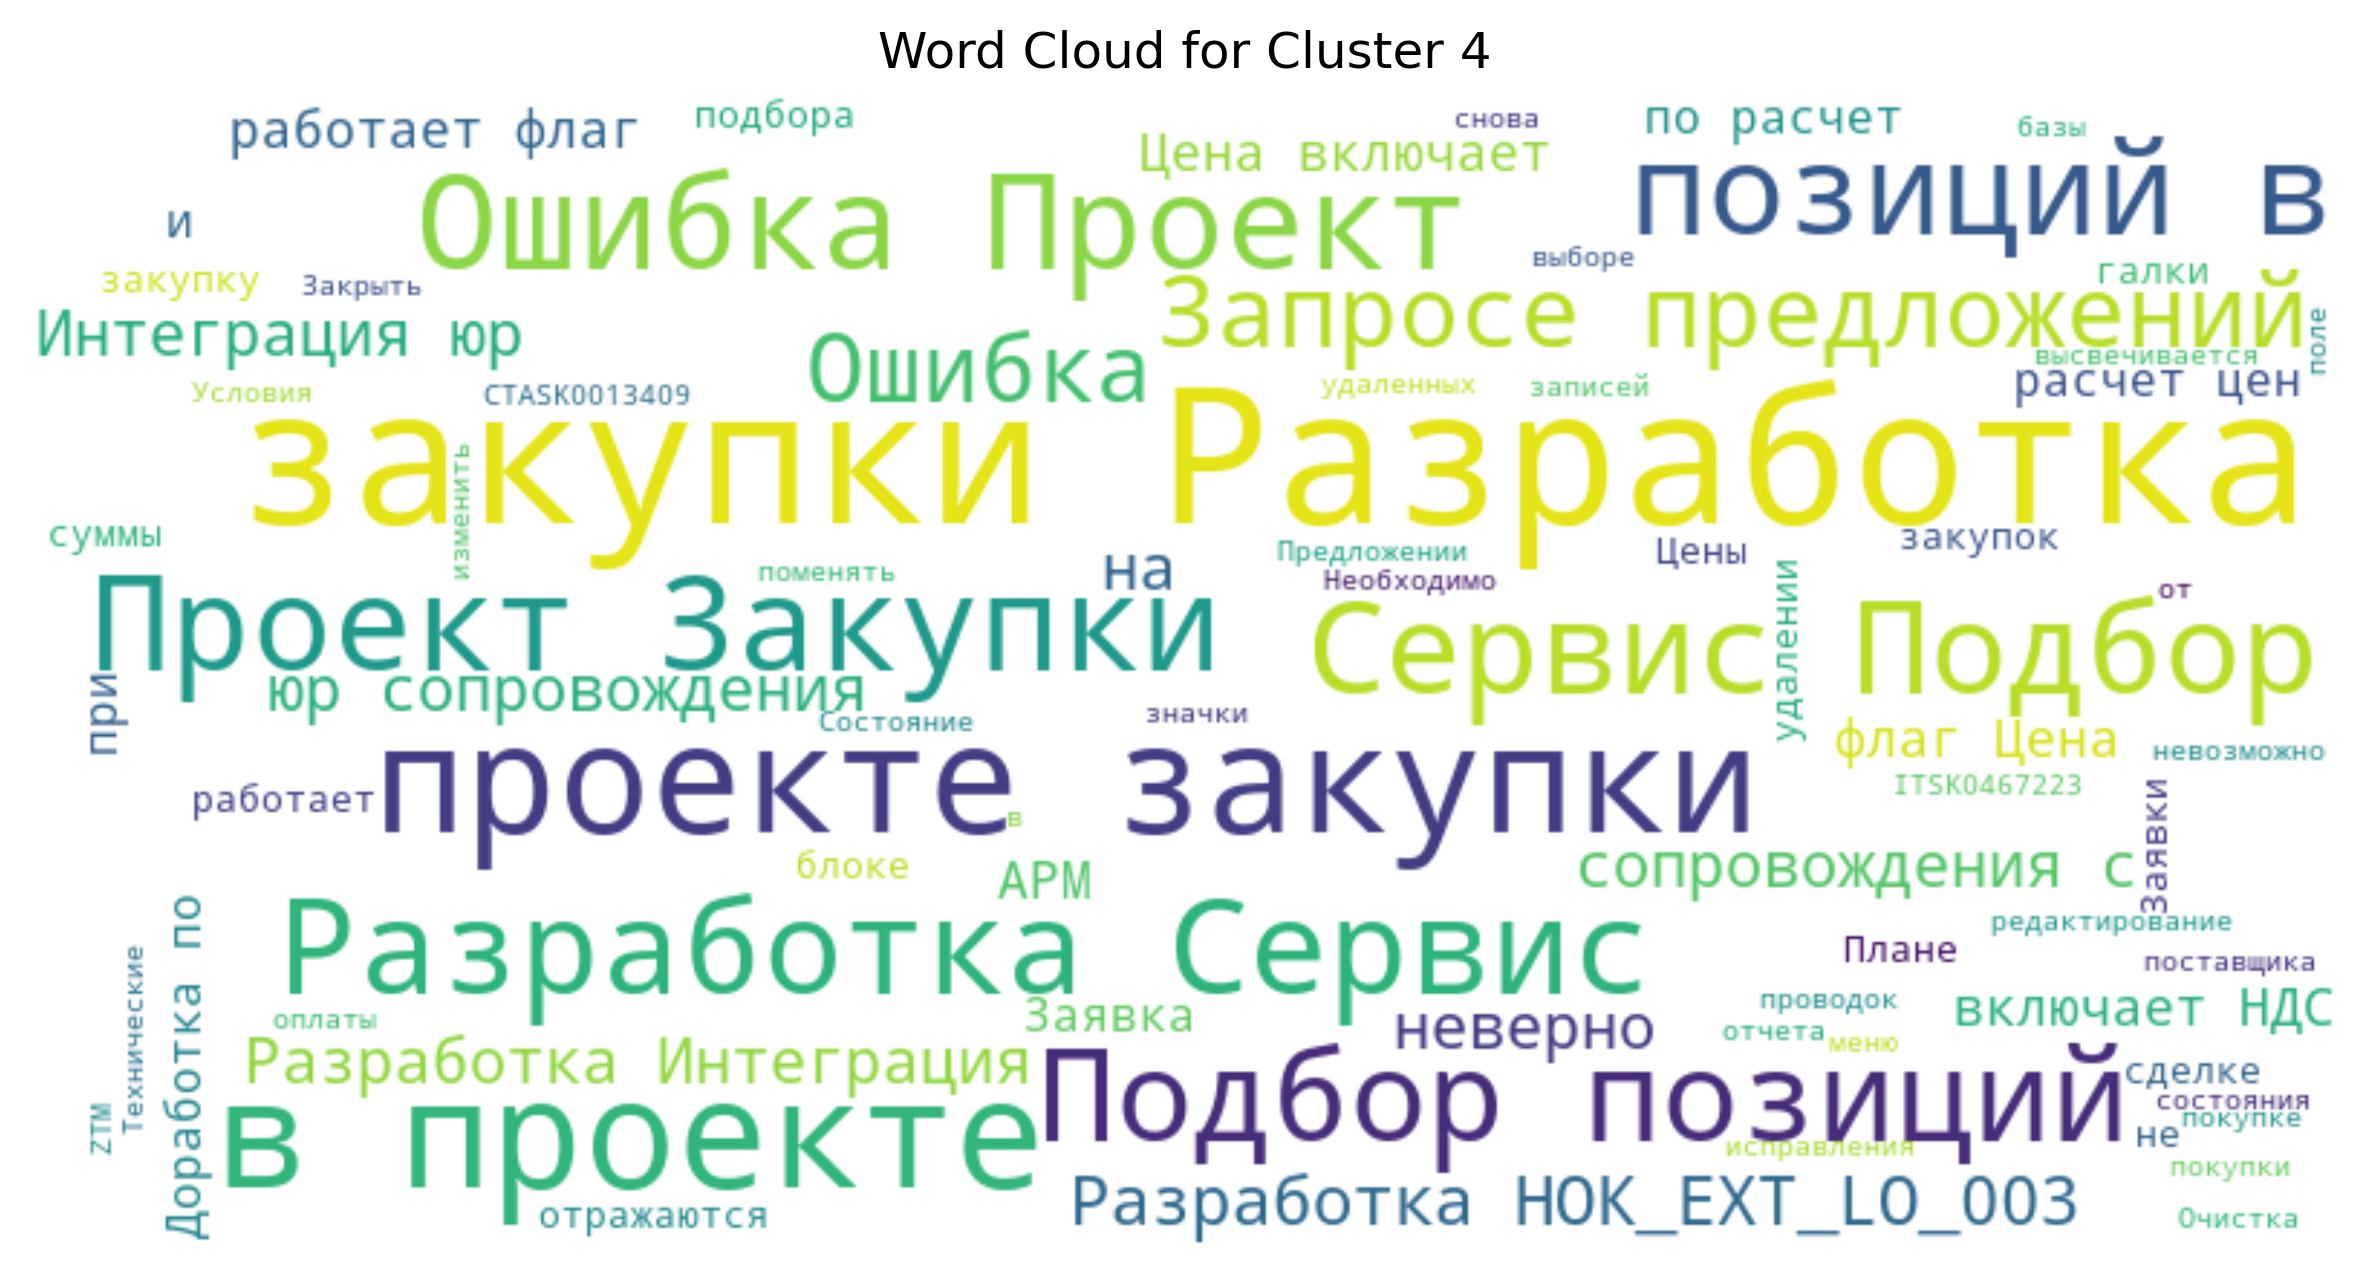 Word Cloud for Cluster 4
работает флаг
подбора
снова
по расчет
базы
Цена включает
позиций в
Ошибка Проект
и
выборе
галки
закупку
Закрыть
Запросе предложений
Интеграция юр
поле
Ошибка
высвечивается
расчет цен
Условия
CTASK0013409
удаленных
записей
закупки Разработка
изменить
суммы
закупок
Цены
Предложении
на
поменять
Необходимо
от
удалении
Проект Закупки
Сервис Подбор
при
юр сопровождения
Состояние
значки
флаг Цена
невозможно
проекте закупки
работает
ITSK0467223
заявки
в
блоке
АРМ
сопровождения с
Разработка Сервис
редактирование
Плане
поставщика
Технические
Доработка по
проводок
включает НДС
оплаты
Заявка
неверно
отчета
меню
Разработка Интеграция
Подбор позиций
сделке
состояния
покупке
ZTM
в проекте
не
исправления
покупки
Разработка HOK_EXT_LO_003
отражаются
Очистка